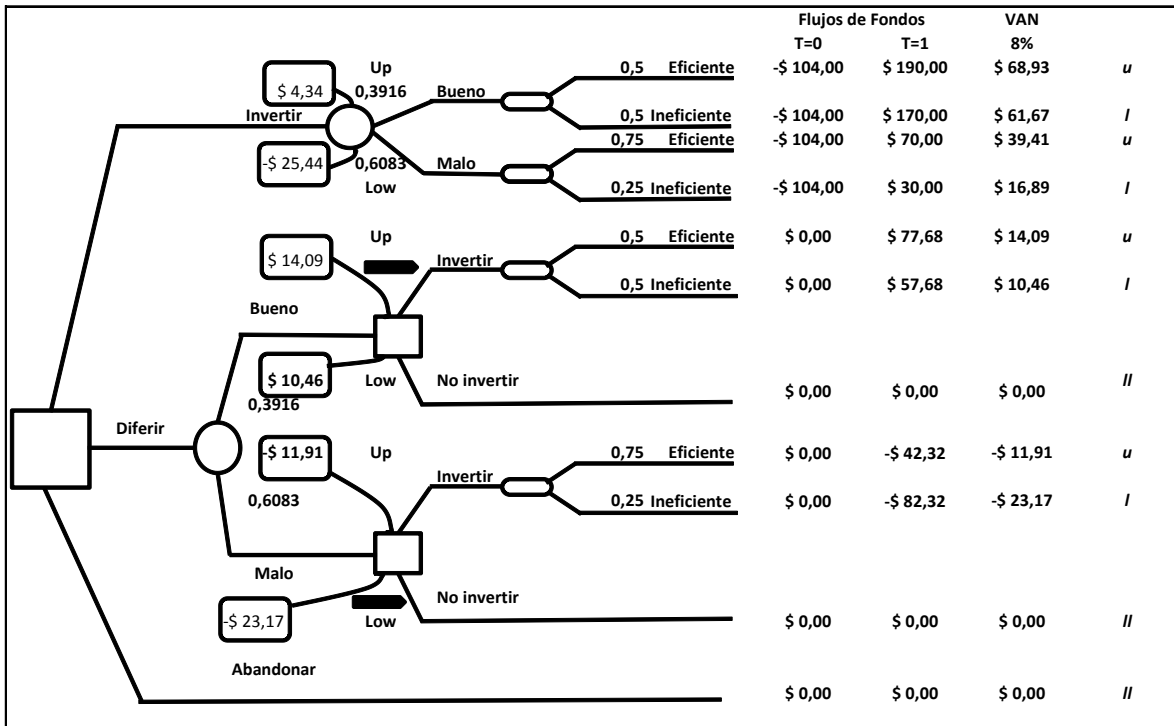 Flujos de Fondos VAN
T=0 T=1 8%
Up 0,5 Eficiente -$ 104,00 $ 190,00 $ 68,93 u
$ 4,34 0,3916 Bueno
Invertir 0,5 Ineficiente -$ 104,00 $ 170,00 $ 61,67 l
0,75 Eficiente -$ 104,00 $ 70,00 $ 39,41 u
-$ 25,44 0,6083 Malo
Low 0,25 Ineficiente -$ 104,00 $ 30,00 $ 16,89 l
Up 0,5 Eficiente $ 0,00 $ 77,68 $ 14,09 u
$ 14,09 Invertir
0,5 Ineficiente $ 0,00 $ 57,68 $ 10,46 l
Bueno
$ 10,46 Low No invertir $ 0,00 $ 0,00 $ 0,00 ll
0,3916
Diferir
-$ 11,91 Up 0,75 Eficiente $ 0,00 -$ 42,32 -$ 11,91 u
Invertir
0,6083 0,25 Ineficiente $ 0,00 -$ 82,32 -$ 23,17 l
Malo
No invertir
-$ 23,17 Low $ 0,00 $ 0,00 $ 0,00 ll
Abandonar
$ 0,00 $ 0,00 $ 0,00 ll